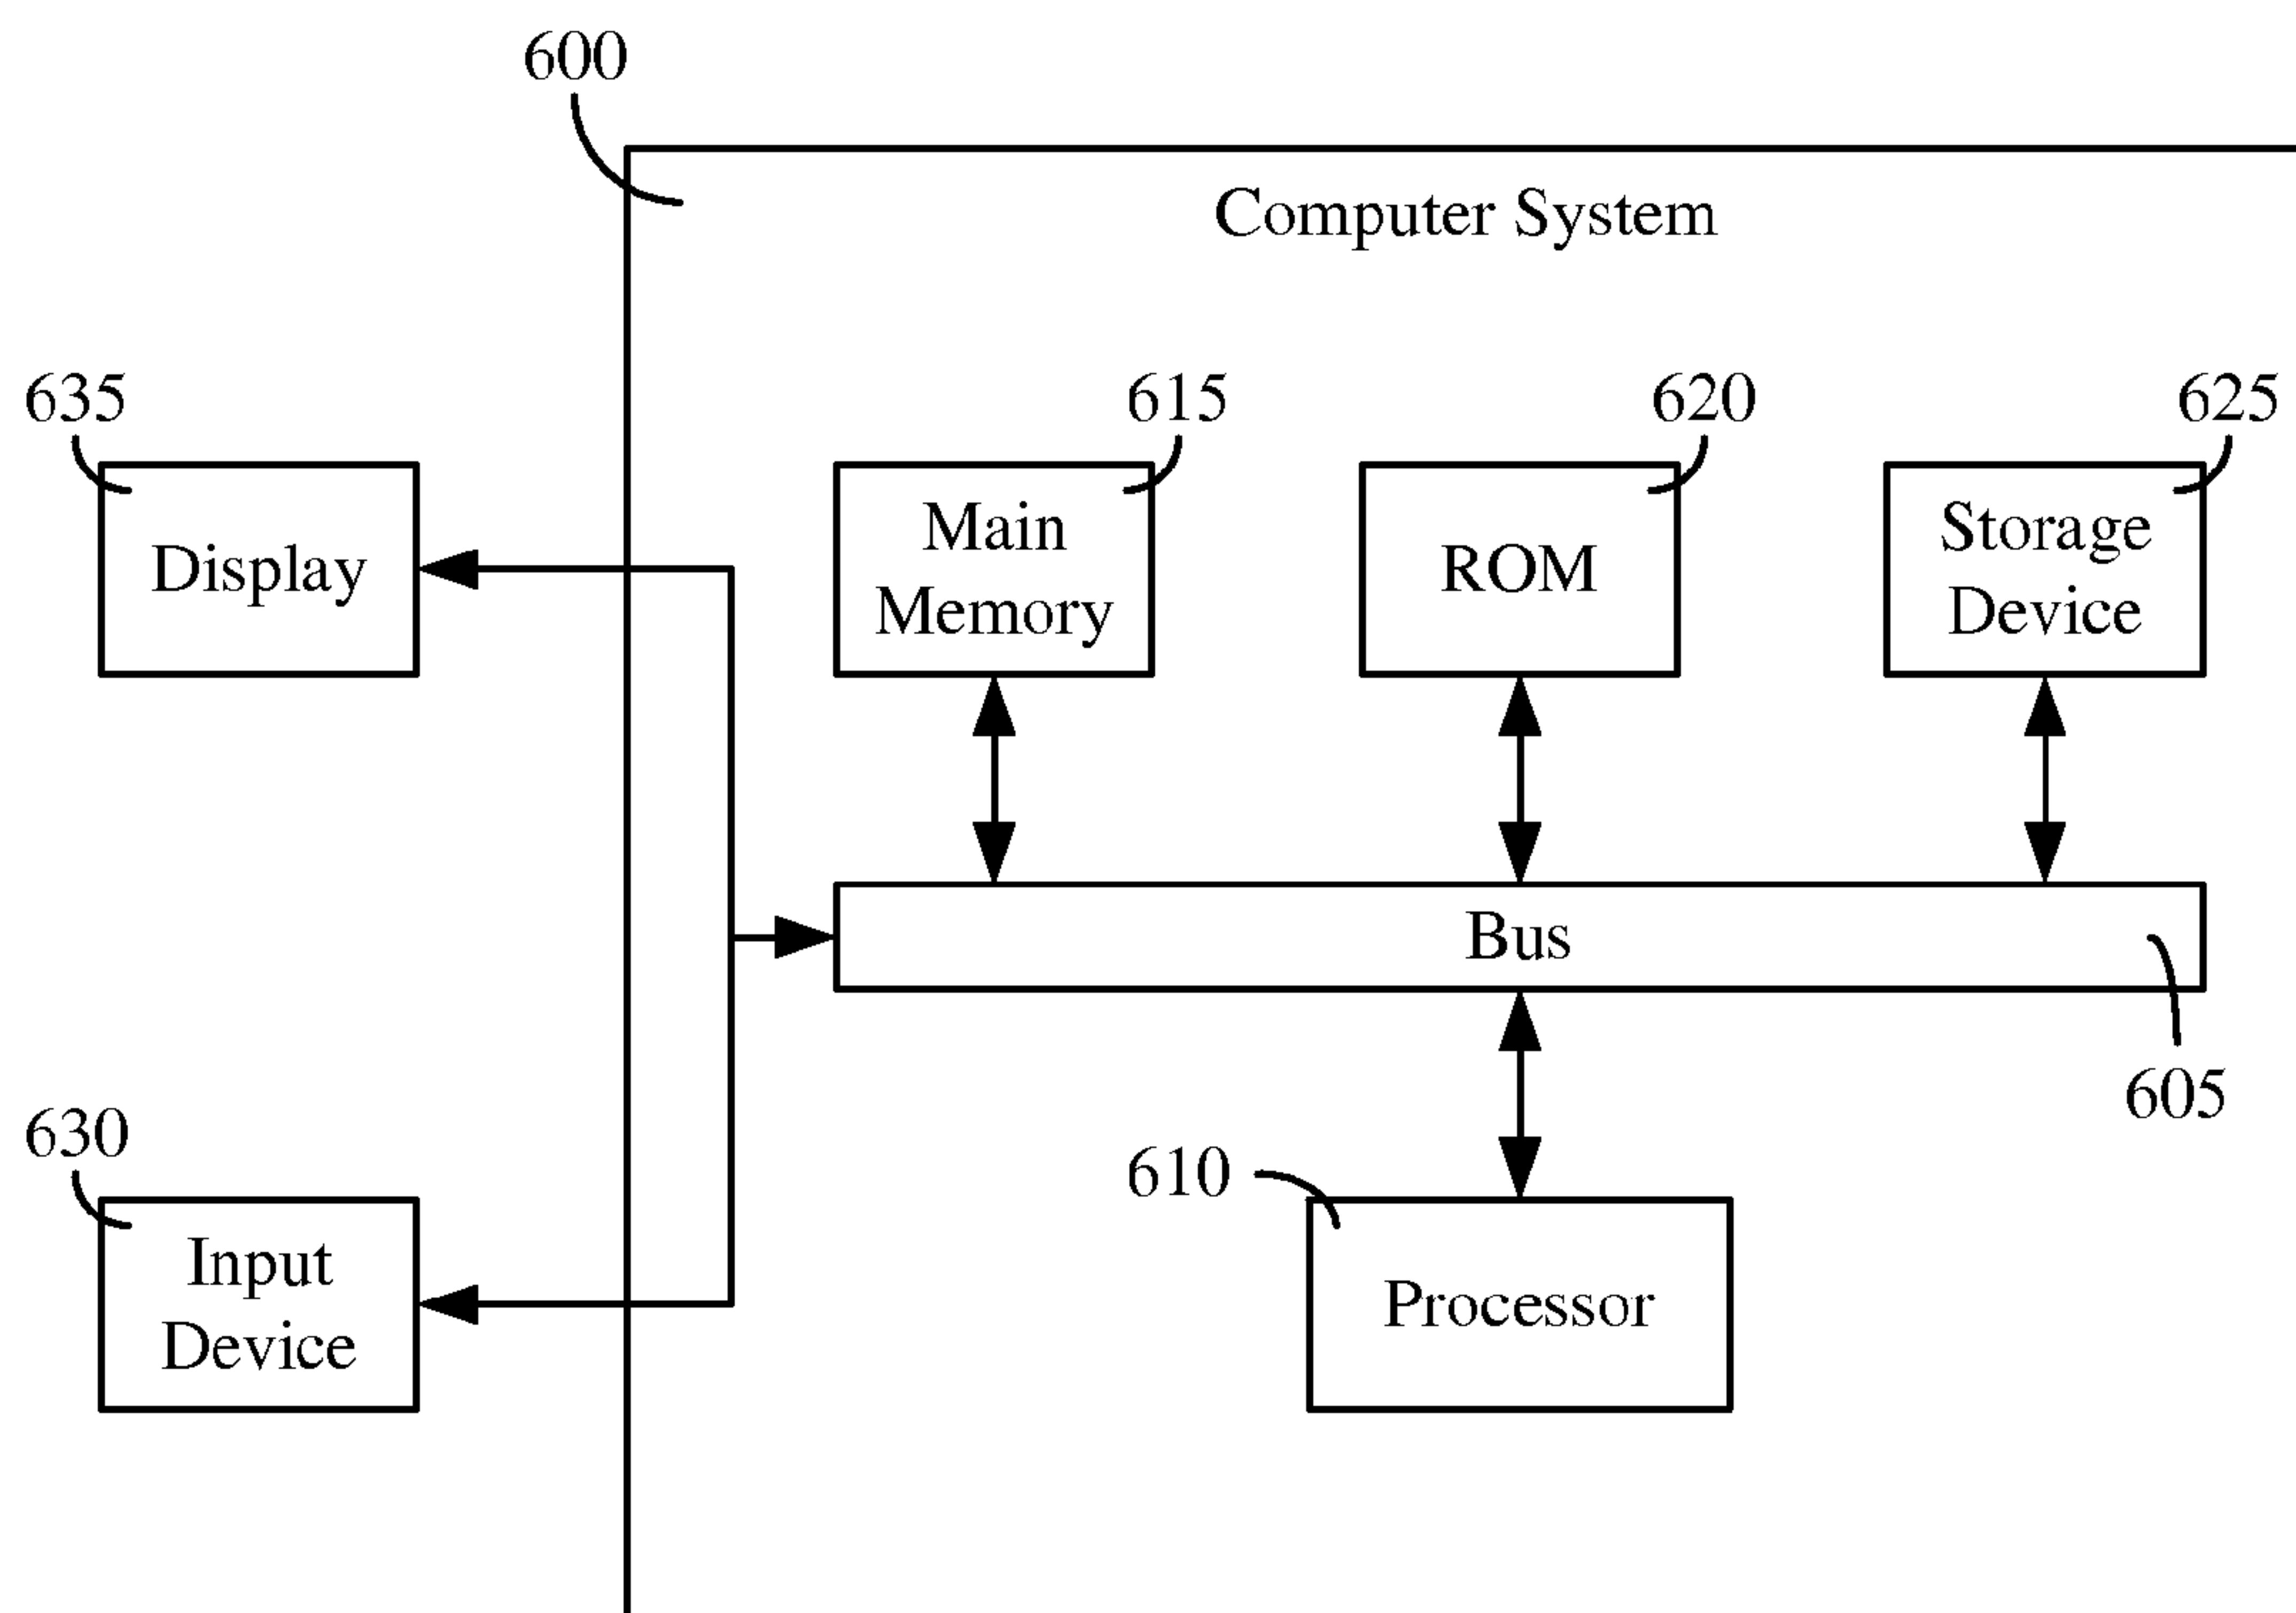 600
Computer System
635
615
620
625
Display
Main
Memory
ROM
Storage
Device
Bus
605
630
610
Input
Device
Processor